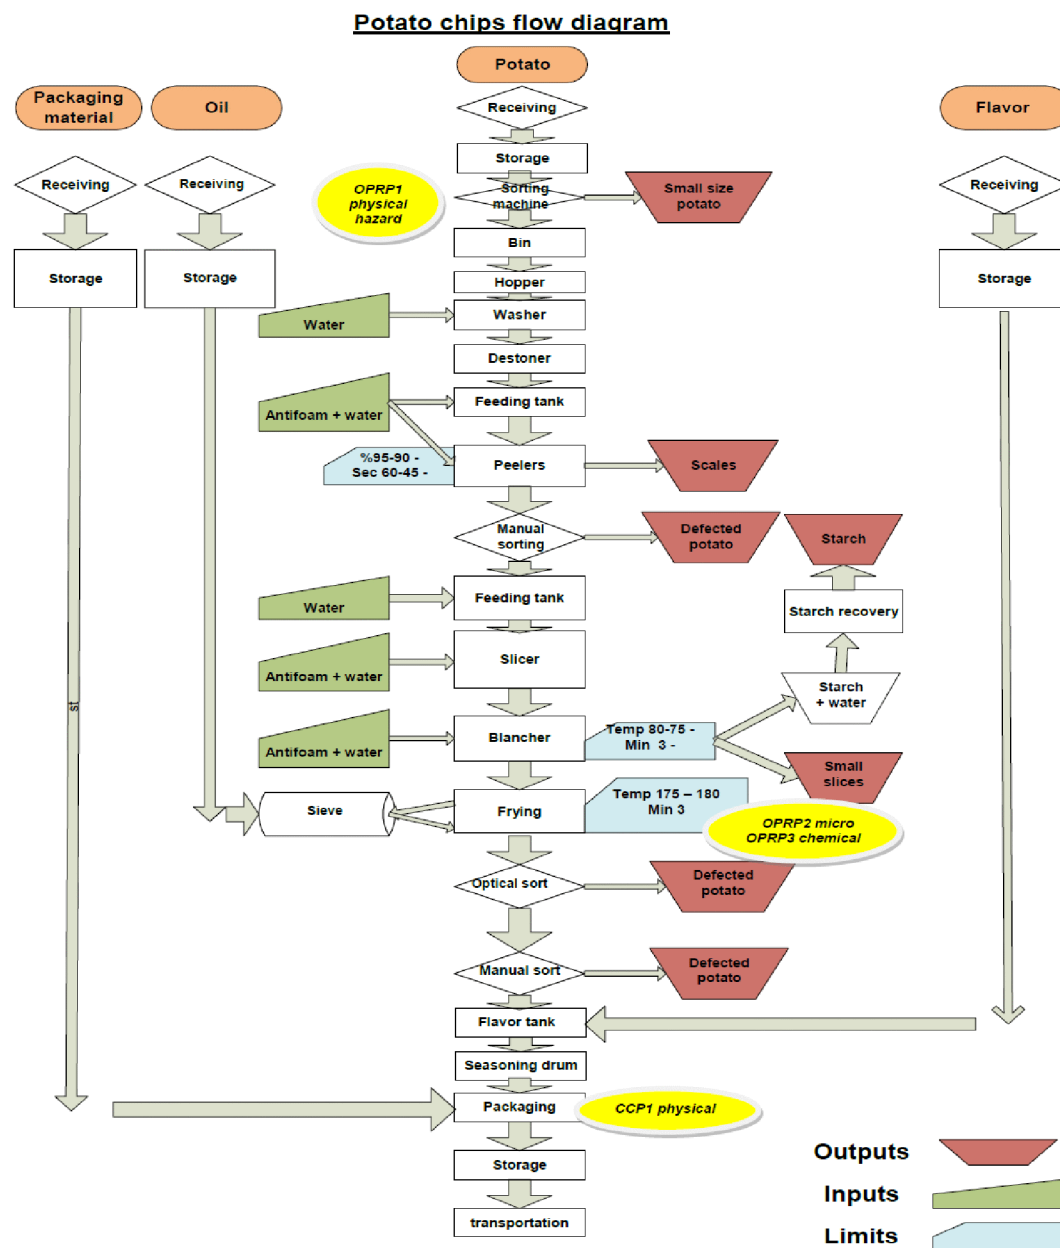 Potato chips flow diagram
Potato
Packaging
material
Oil
Flavor
Receiving
Receiving
Receiving
Receiving
Storage
OPRP1
physical
hazard
Sorting
machine
Small size
potato
Bin
Storage
Storage
Storage
Hopper
Water
Washer
Destoner
Antifoam + water
Feeding tank
%95-90 -
Sec 60-45 -
Peelers
Scales
Manual
sorting
Defected
potato
Starch
Water
Feeding tank
Starch recovery
Antifoam + water
Slicer
Starch
+ water
st
Antifoam + water
Blancher
Temp 80-75 -
Min 3 -
Small
slices
Sieve
Frying
Temp 175 – 180
Min 3
OPRP2 micro
OPRP3 chemical
Optical sort
Defected
potato
Manual sort
Defected
potato
Flavor tank
Seasoning drum
Packaging
CCP1 physical
Storage
transportation
Outputs
Inputs
Limits